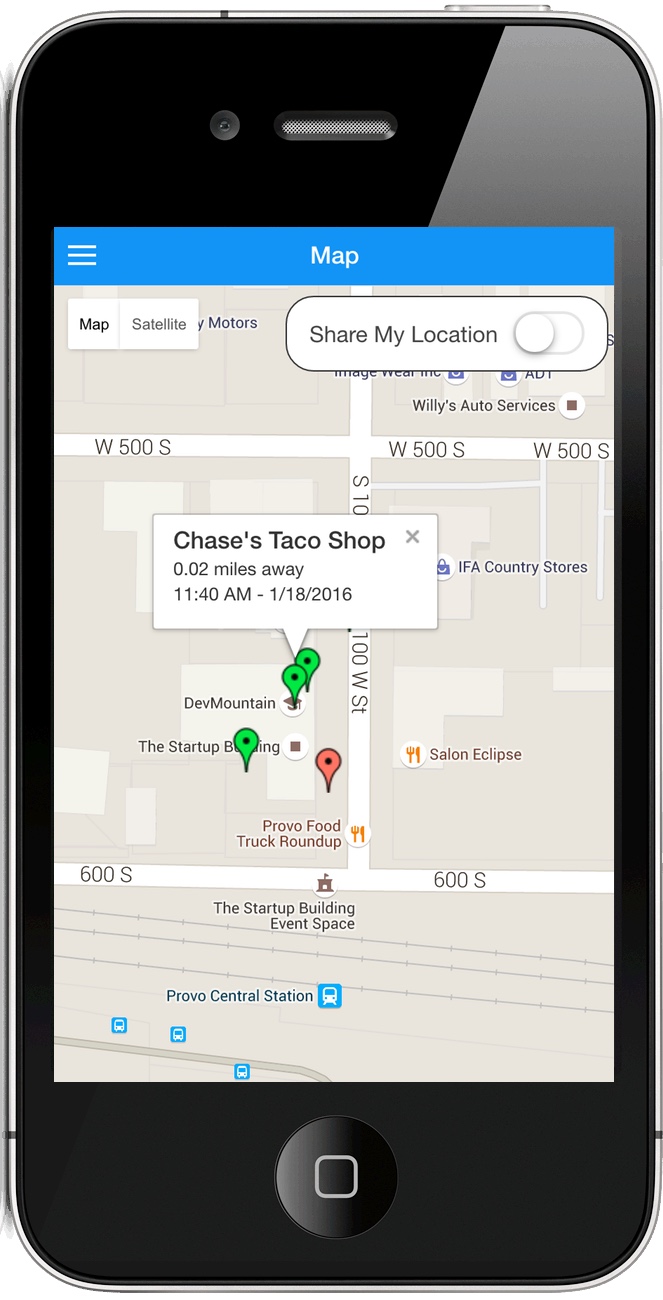 Map
Map
Satellite
y Motors
Share My Location
Image Wear Inc
ADT
Willy's Auto Services
W 500 S
W 500 S
W 500 S
S 10
Chase's Taco Shop
0.02 miles away
11:40 AM - 1/18/2016
IFA Country Stores
100 W St
DevMountain
The Startup Building
Salon Eclipse
Provo Food
Truck Roundup
600 S
600 S
The Startup Building
Event Space
Provo Central Station